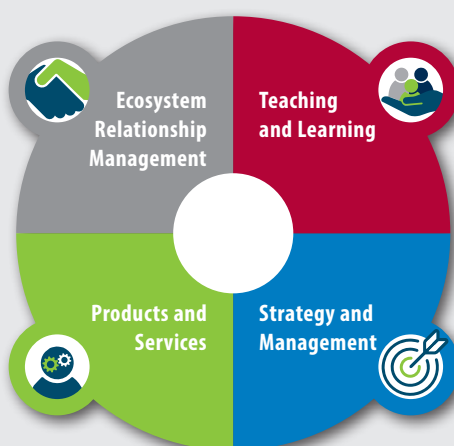 Ecosystem
Relationship
Management
Teaching
and Learning
Products and
Services
Strategy and
Management